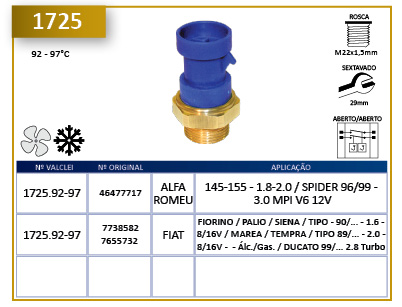 1725
92 - 97°C
ROSCA
M22x1,5mm
SEXTAVADO
29mm
ABERTO/ABERTO
Nº VALCLEI Nº ORIGINAL APLICAÇÃO
1725.92-97 46477717 ALFA ROMEU 145-155 - 1.8-2.0 / SPIDER 96/99 -
3.0 MPI V6 12V
1725.92-97 7738582 7655732 FIAT FIORINO / PALIO / SIENA / TIPO - 90/... - 1.6 -
8/16V / MAREA / TEMPRA / TIPO 89/... - 2.0 -
8/16V - - Álc./Gas. / DUCATO 99/... 2.8 Turbo